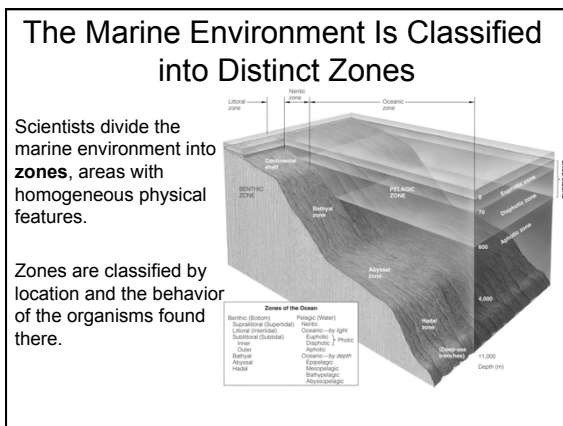 The Marine Environment Is Classified
into Distinct Zones
Scientists divide the
marine environment into
zones, areas with
homogeneous physical
features.
Zones are classified by
location and the behavior
of the organisms found
there.
Littoral
zone
Neritic
zone
Oceanic
zone
Continental
shelf
BENTHIC
ZONE
PELAGIC
ZONE
Bathyal
zone
Abyssal
zone
Hadal
zone
(Deep-sea
trenches)
Euphotic zone
Disphotic zone
Aphotic zone
0
70
600
4,000
11,000
Depth (m)
Zones of the Ocean
Benthic (Bottom)
Supralittoral (Supertidal)
Littoral (Intertidal)
Sublittoral (Subtidal)
Inner
Outer
Bathyal
Abyssal
Hadal
Pelagic (Water)
Neritic
Oceanic—by light
Euphotic
Disphotic
Photic
Aphotic
Oceanic—by depth
Epipelagic
Mesopelagic
Bathypelagic
Abyssopelagic